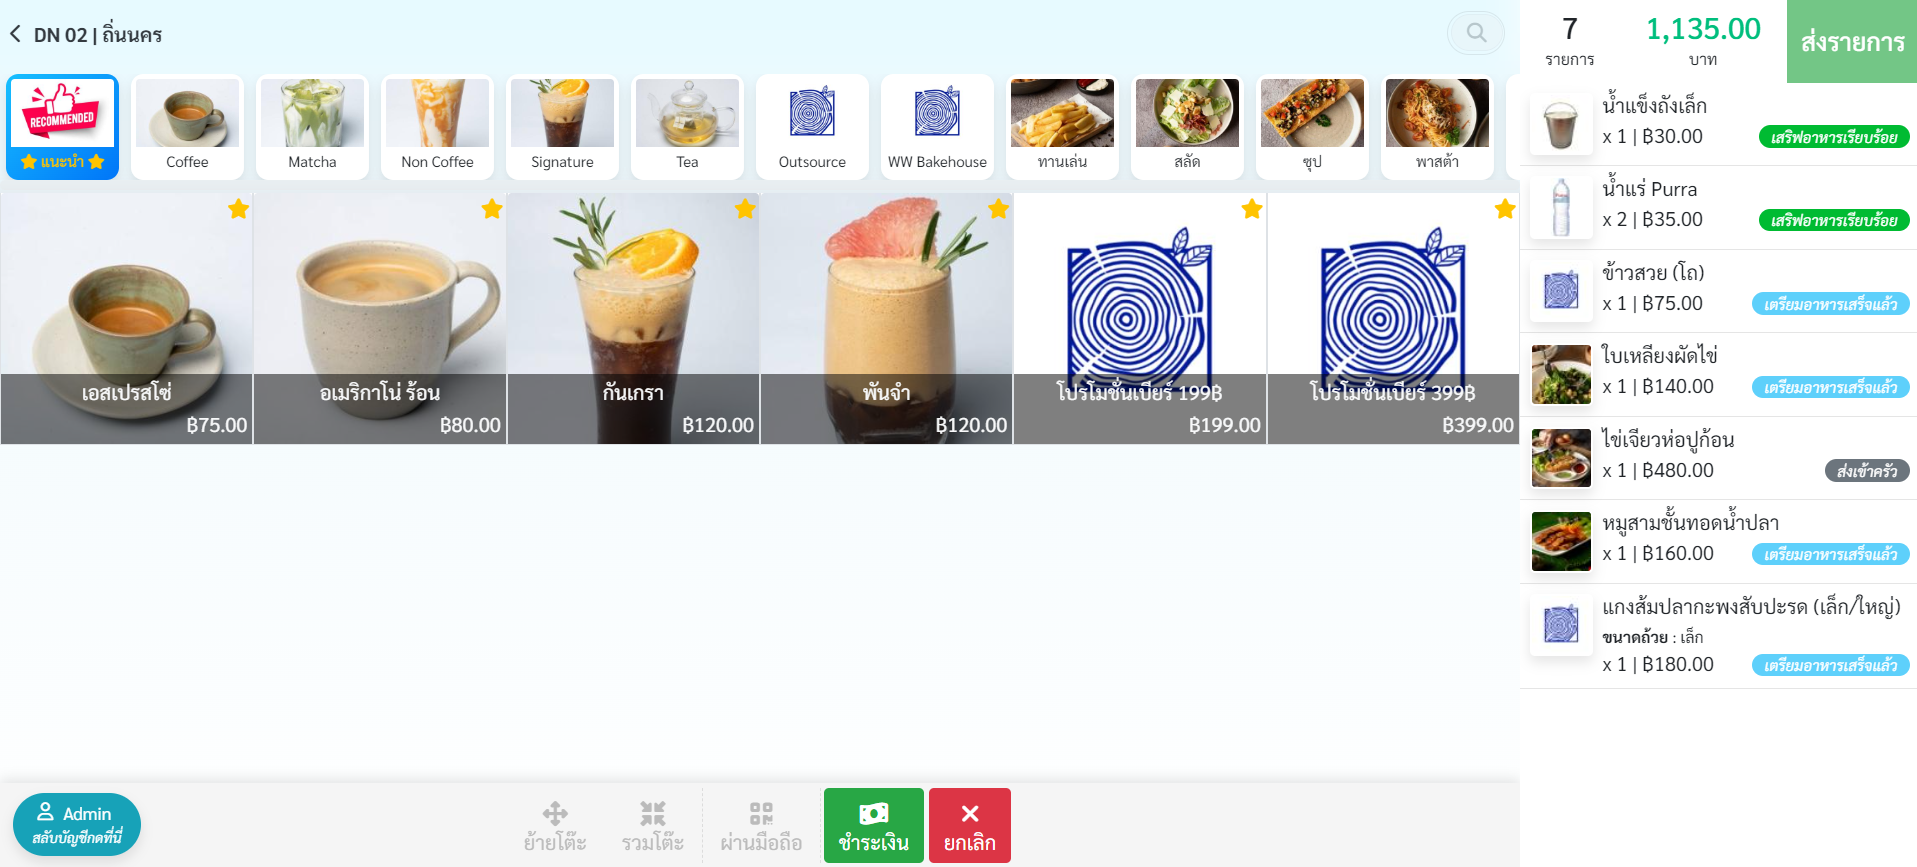 DN 02 | ถิ่นนคร
RECOMMENDED
แนะนำ
Coffee
Matcha
Non Coffee
Signature
Tea
Outsource
WW Bakehouse
ทานเล่น
สลัด
ซุป
พาสต้า
เอสเปรสโซ่
฿75.00
อเมริกาโน่ ร้อน
฿80.00
กันเกรา
฿120.00
พันจำ
฿120.00
โปรโมชั่นเบียร์ 199฿
฿199.00
โปรโมชั่นเบียร์ 399฿
฿399.00
Admin
สลับบัญชีกดที่นี่
ย้ายโต๊ะ
รวมโต๊ะ
ผ่านมือถือ
ชำระเงิน
ยกเลิก
7
รายการ
1,135.00
บาท
ส่งรายการ
น้ำแข็งถังเล็ก
x 1 | ฿30.00 เสริฟอาหารเรียบร้อย
น้ำแร่ Purra
x 2 | ฿35.00 เสริฟอาหารเรียบร้อย
ข้าวสวย (โถ)
x 1 | ฿75.00 เตรียมอาหารเสร็จแล้ว
ใบเหลียงผัดไข่
x 1 | ฿140.00 เตรียมอาหารเสร็จแล้ว
ไข่เจียวห่อปูก้อน
x 1 | ฿480.00 ส่งเข้าครัว
หมูสามชั้นทอดน้ำปลา
x 1 | ฿160.00 เตรียมอาหารเสร็จแล้ว
แกงส้มปลากะพงสับปะรด (เล็ก/ใหญ่)
ขนาดถ้วย : เล็ก
x 1 | ฿180.00 เตรียมอาหารเสร็จแล้ว